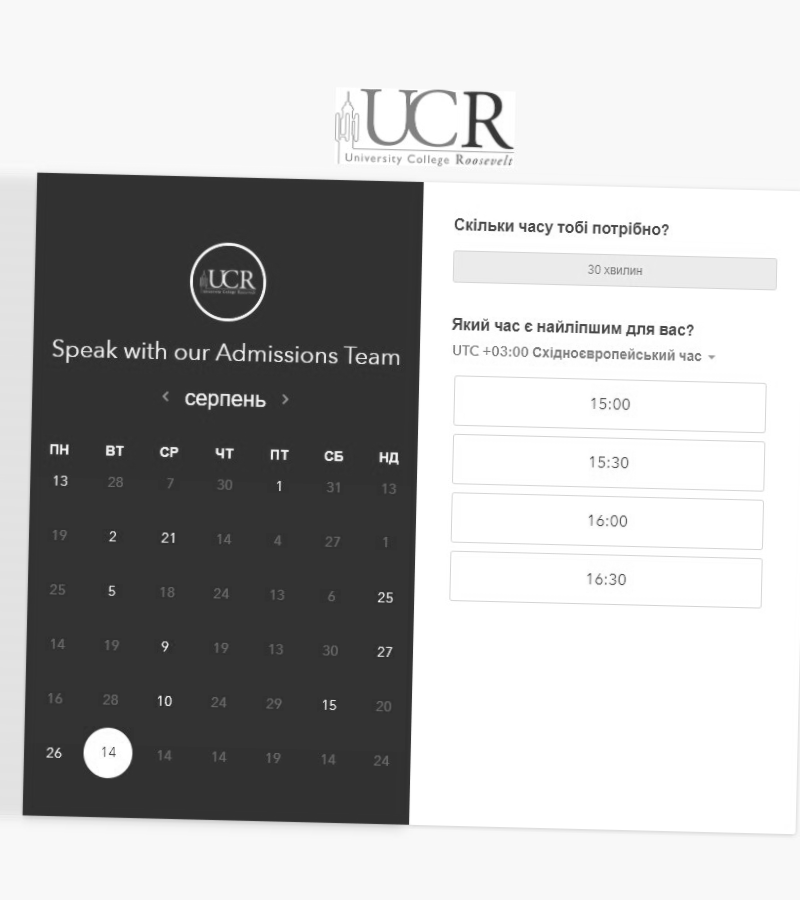 UCR
University College Roosevelt
UCR
University College Roosevelt
Speak with our Admissions Team
‹ серпень ›
ПН ВТ СР ЧТ ПТ СБ НД
13 28 7 30 1 31 13
19 2 21 14 4 27 1
25 5 18 24 13 6 25
14 19 9 19 13 30 27
16 28 10 24 29 15 20
26 14 14 14 19 14 24
Скільки часу тобі потрібно?
30 хвилин
Який час є найліпшим для вас?
UTC +03:00 Східноєвропейський час
15:00
15:30
16:00
16:30